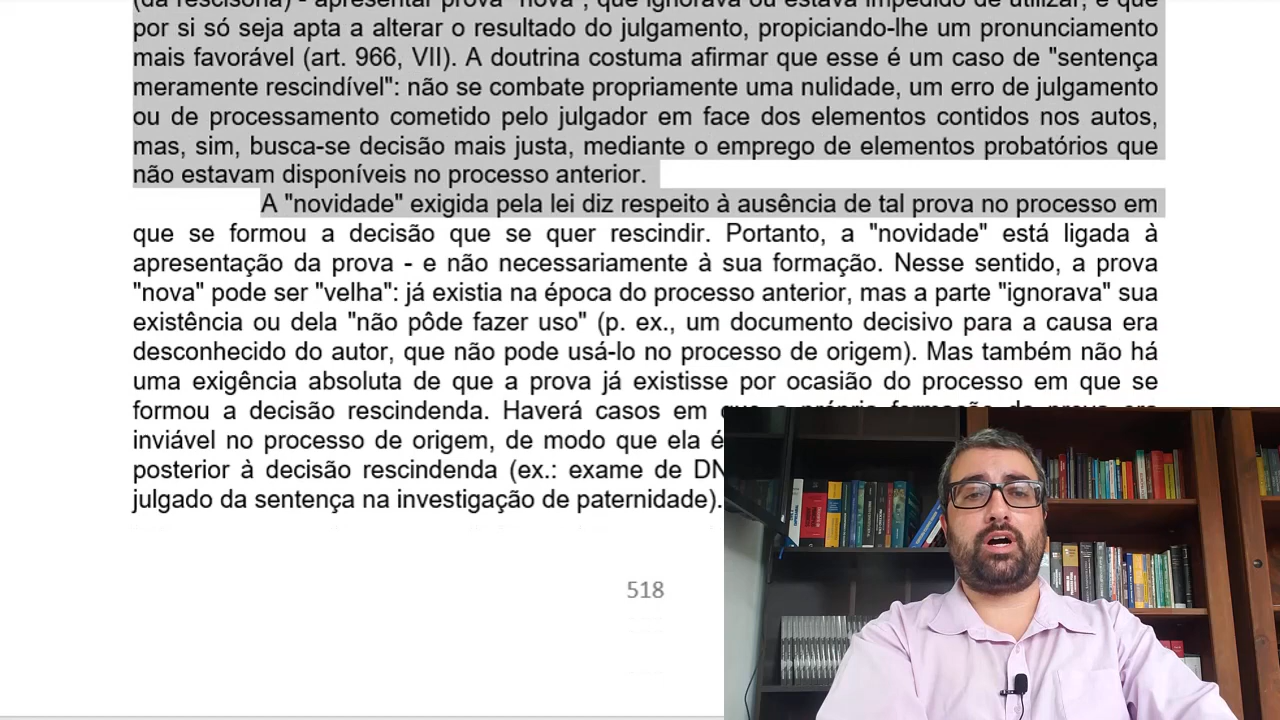 (da rescisória) - apresentar prova "nova", que ignorava ou estava impedido de utilizar, e que
por si só seja apta a alterar o resultado do julgamento, propiciando-lhe um pronunciamento
mais favorável (art. 966, VII). A doutrina costuma afirmar que esse é um caso de "sentença
meramente rescindível": não se combate propriamente uma nulidade, um erro de julgamento
ou de processamento cometido pelo julgador em face dos elementos contidos nos autos,
mas, sim, busca-se decisão mais justa, mediante o emprego de elementos probatórios que
não estavam disponíveis no processo anterior.
A "novidade" exigida pela lei diz respeito à ausência de tal prova no processo em
que se formou a decisão que se quer rescindir. Portanto, a "novidade" está ligada à
apresentação da prova - e não necessariamente à sua formação. Nesse sentido, a prova
"nova" pode ser "velha": já existia na época do processo anterior, mas a parte "ignorava" sua
existência ou dela "não pôde fazer uso" (p. ex., um documento decisivo para a causa era
desconhecido do autor, que não pode usá-lo no processo de origem). Mas também não há
uma exigência absoluta de que a prova já existisse por ocasião do processo em que se
formou a decisão rescindenda. Haverá casos em que a própria formação da prova era
inviável no processo de origem, de modo que ela é
posterior à decisão rescindenda (ex.: exame de DN
julgado da sentença na investigação de paternidade).
518